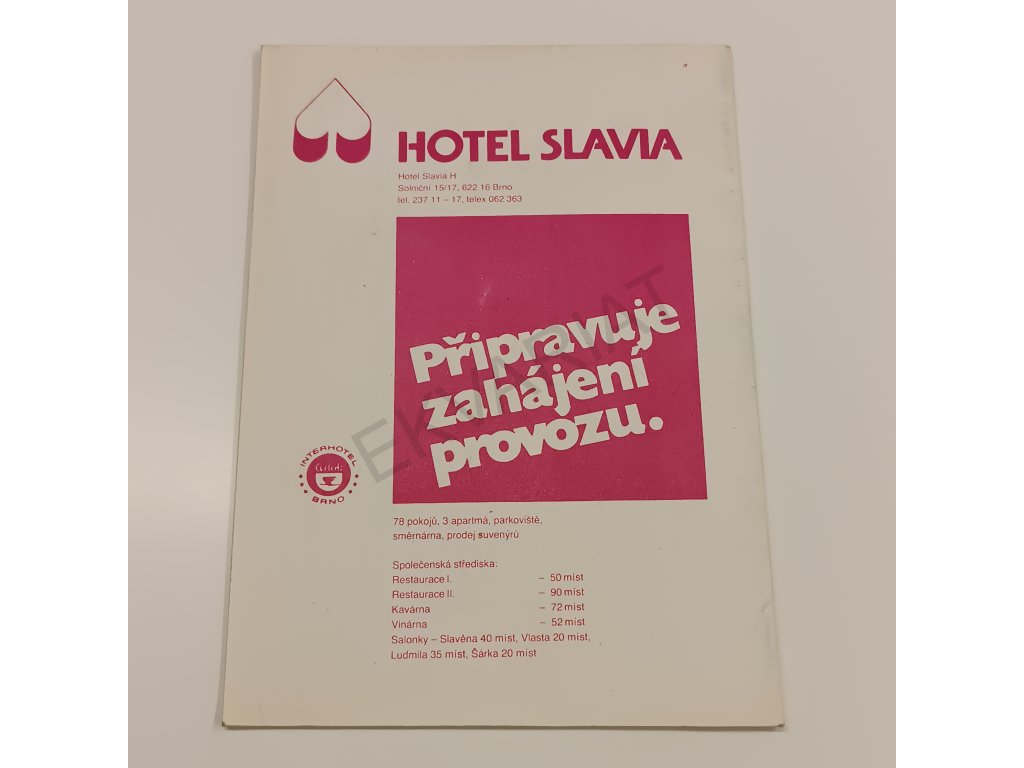 HOTEL SLAVIA
Hotel Slavia H
Solniční 15/17, 622 16 Brno
tel. 237 11 – 17, telex 062 363
Připravuje
zahájení
provozu.
EKVARIAT
INTERHOTEL
BRNO
78 pokojů, 3 apartmá, parkoviště,
směrnárna, prodej suvenýrů
Společenská střediska:
Restaurace I. – 50 míst
Restaurace II. – 90 míst
Kavárna – 72 míst
Vinárna – 52 míst
Salonky – Slavěna 40 míst, Vlasta 20 míst,
Ludmila 35 míst, Šárka 20 míst